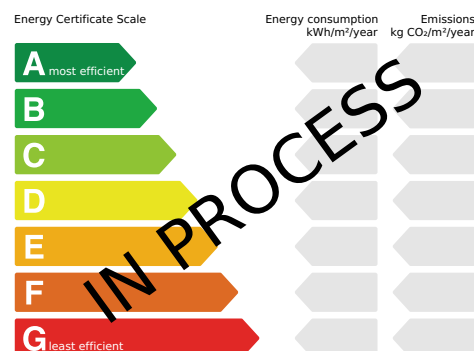 Energy Certificate Scale
Energy consumption
kWh/m²/year
Emissions
kg CO₂/m²/year
A most efficient
B
C
D
E
F
G least efficient
IN PROCESS